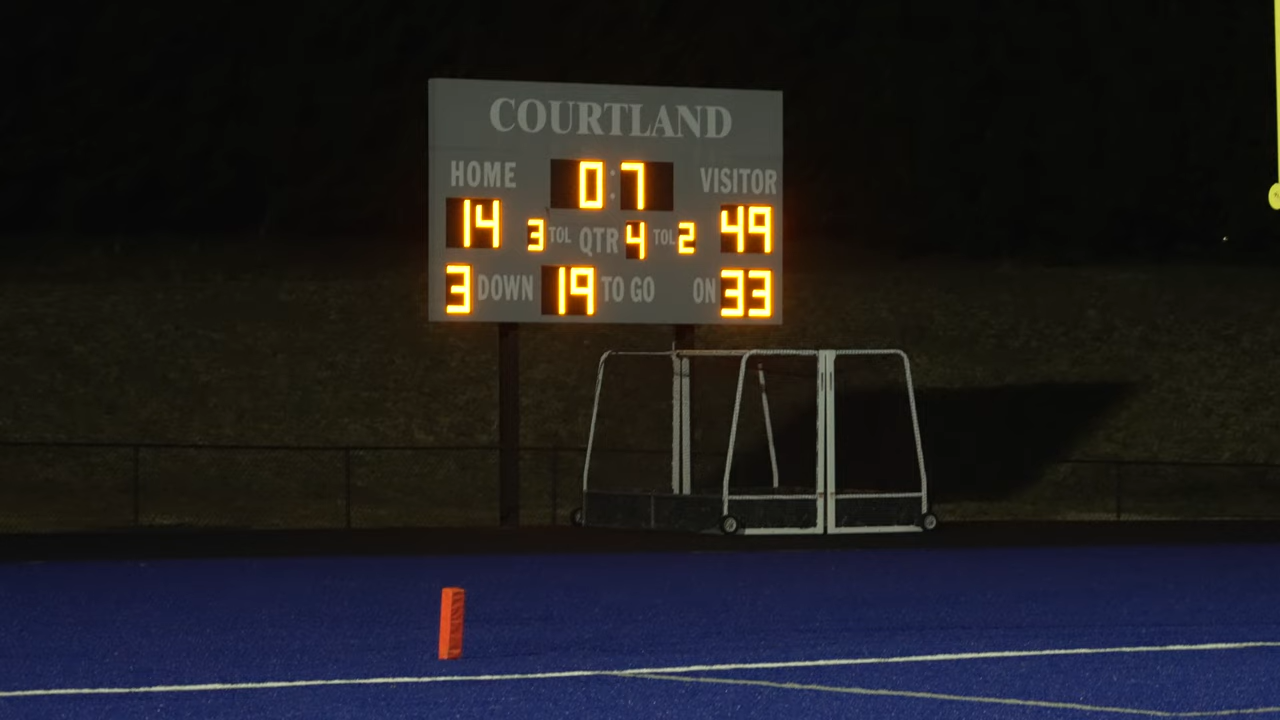 COURTLAND
HOME 0:7 VISITOR
14 3 TOL QTR 4 TOL 2 49
3 DOWN 19 TO GO ON 33